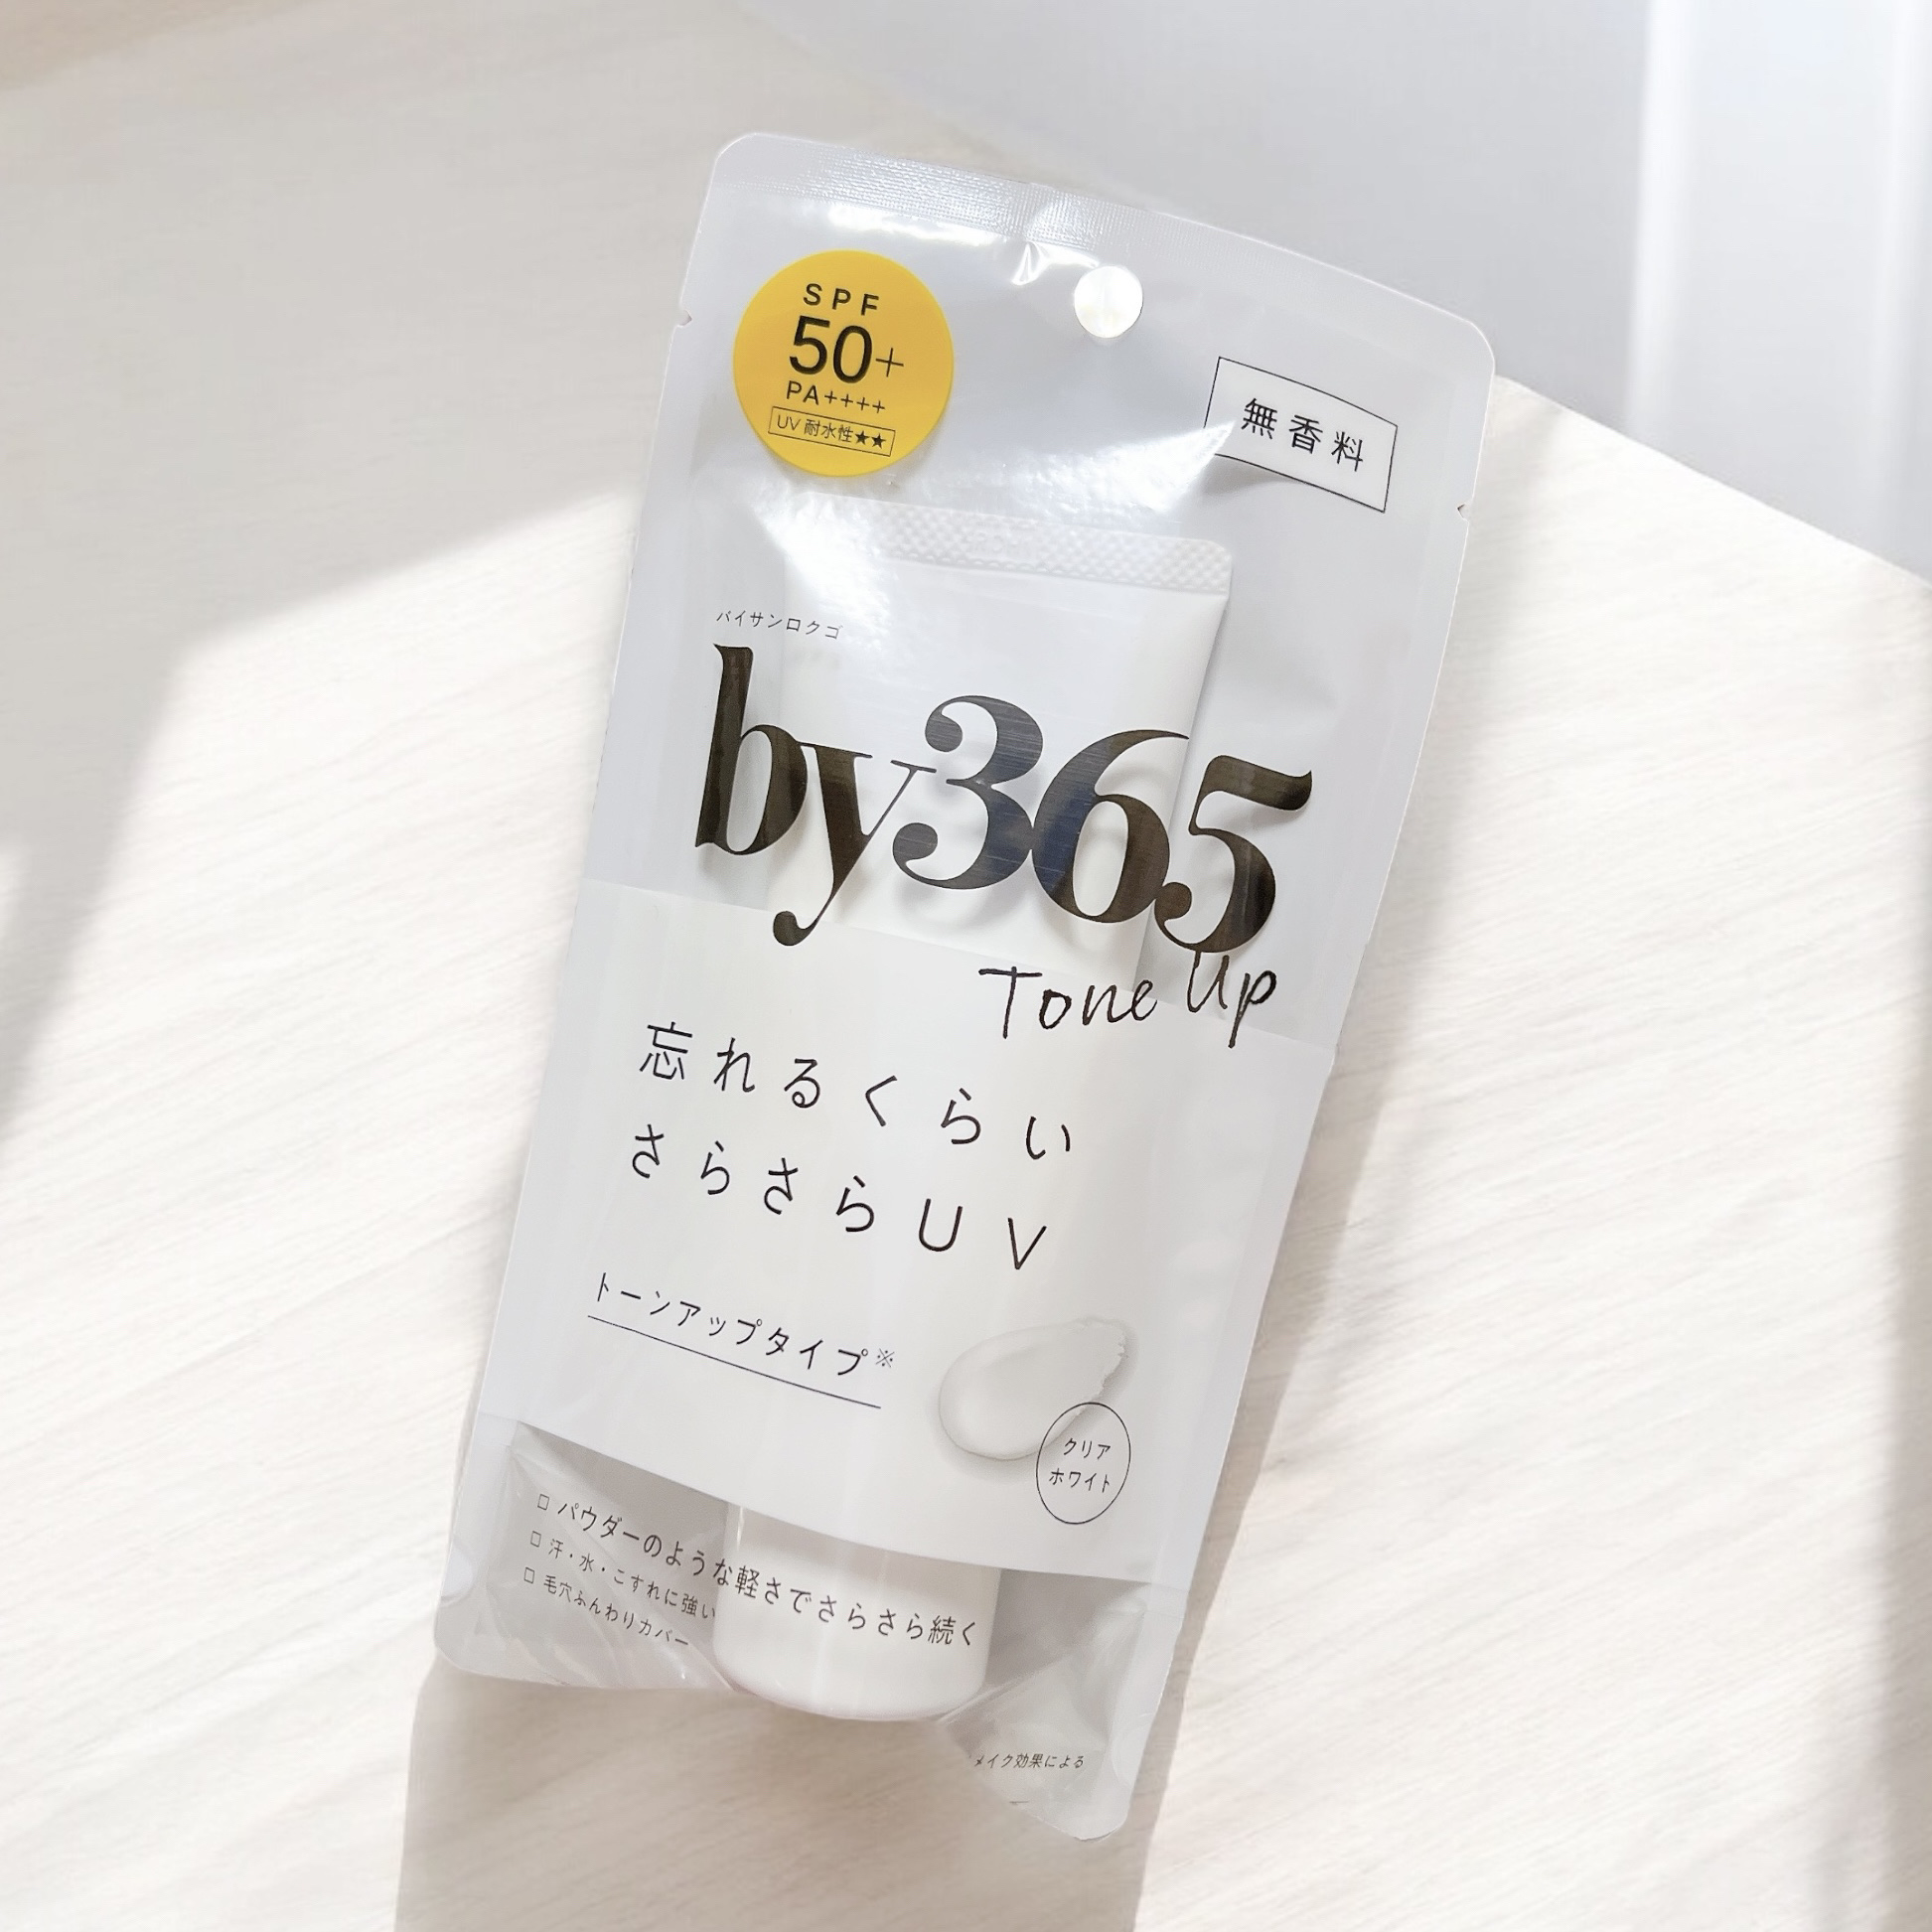 SPF
50+
PA++++
UV 耐水性★★
無香料
バイサンロクゴ
by365
Tone Up
忘れるくらい
さらさらUV
トーンアップタイプ※
クリア
ホワイト
□ パウダーのような軽さでさらさら続く
□ 汗・水・こすれに強い
□ 毛穴ふんわりカバー
メイク効果による